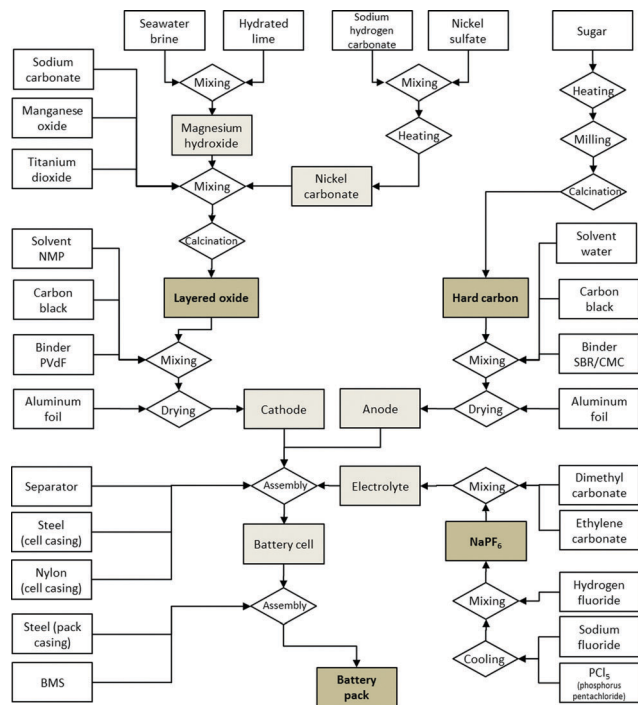 Seawater
brine
Hydrated
lime
Sodium
hydrogen
carbonate
Nickel
sulfate
Sugar
Sodium
carbonate
Mixing
Mixing
Heating
Manganese
oxide
Magnesium
hydroxide
Heating
Milling
Titanium
dioxide
Mixing
Nickel
carbonate
Calcination
Solvent
NMP
Calcination
Solvent
water
Carbon
black
Layered oxide
Hard carbon
Carbon
black
Binder
PVdF
Mixing
Mixing
Binder
SBR/CMC
Aluminum
foil
Drying
Cathode
Anode
Drying
Aluminum
foil
Separator
Assembly
Electrolyte
Mixing
Dimethyl
carbonate
Steel
(cell casing)
Battery cell
NaPF6
Ethylene
carbonate
Nylon
(cell casing)
Assembly
Mixing
Hydrogen
fluoride
Steel (pack
casing)
Cooling
Sodium
fluoride
BMS
Battery
pack
PCl5
(phosphorus
pentachloride)